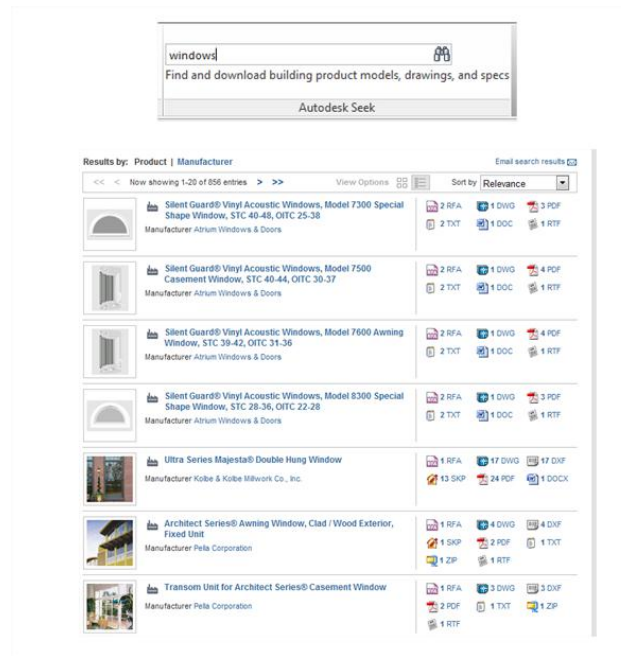 windows
Find and download building product models, drawings, and specs
Autodesk Seek
Results by: Product | Manufacturer
Email search results
<< < Now showing 1-20 of 856 entries > >>
View Options
Sort by Relevance
Silent Guard® Vinyl Acoustic Windows, Model 7300 Special
Shape Window, STC 40-48, OITC 25-38
Manufacturer Atrium Windows & Doors
2 RFA 1 DWG 3 PDF
2 TXT 1 DOC 1 RTF
Silent Guard® Vinyl Acoustic Windows, Model 7500
Casement Window, STC 40-44, OITC 30-37
Manufacturer Atrium Windows & Doors
2 RFA 1 DWG 4 PDF
2 TXT 1 DOC 1 RTF
Silent Guard® Vinyl Acoustic Windows, Model 7600 Awning
Window, STC 39-42, OITC 31-36
Manufacturer Atrium Windows & Doors
2 RFA 1 DWG 4 PDF
2 TXT 1 DOC 1 RTF
Silent Guard® Vinyl Acoustic Windows, Model 8300 Special
Shape Window, STC 28-36, OITC 22-28
Manufacturer Atrium Windows & Doors
2 RFA 1 DWG 3 PDF
2 TXT 1 DOC 1 RTF
Ultra Series Majesta® Double Hung Window
Manufacturer Kolbe & Kolbe Millwork Co., Inc.
1 RFA 17 DWG 17 DXF
13 SKP 24 PDF 1 DOCX
Architect Series® Awning Window, Clad / Wood Exterior,
Fixed Unit
Manufacturer Pella Corporation
1 RFA 4 DWG 4 DXF
1 SKP 2 PDF 1 TXT
1 ZIP 1 RTF
Transom Unit for Architect Series® Casement Window
Manufacturer Pella Corporation
1 RFA 3 DWG 3 DXF
2 PDF 1 TXT 1 ZIP
1 RTF